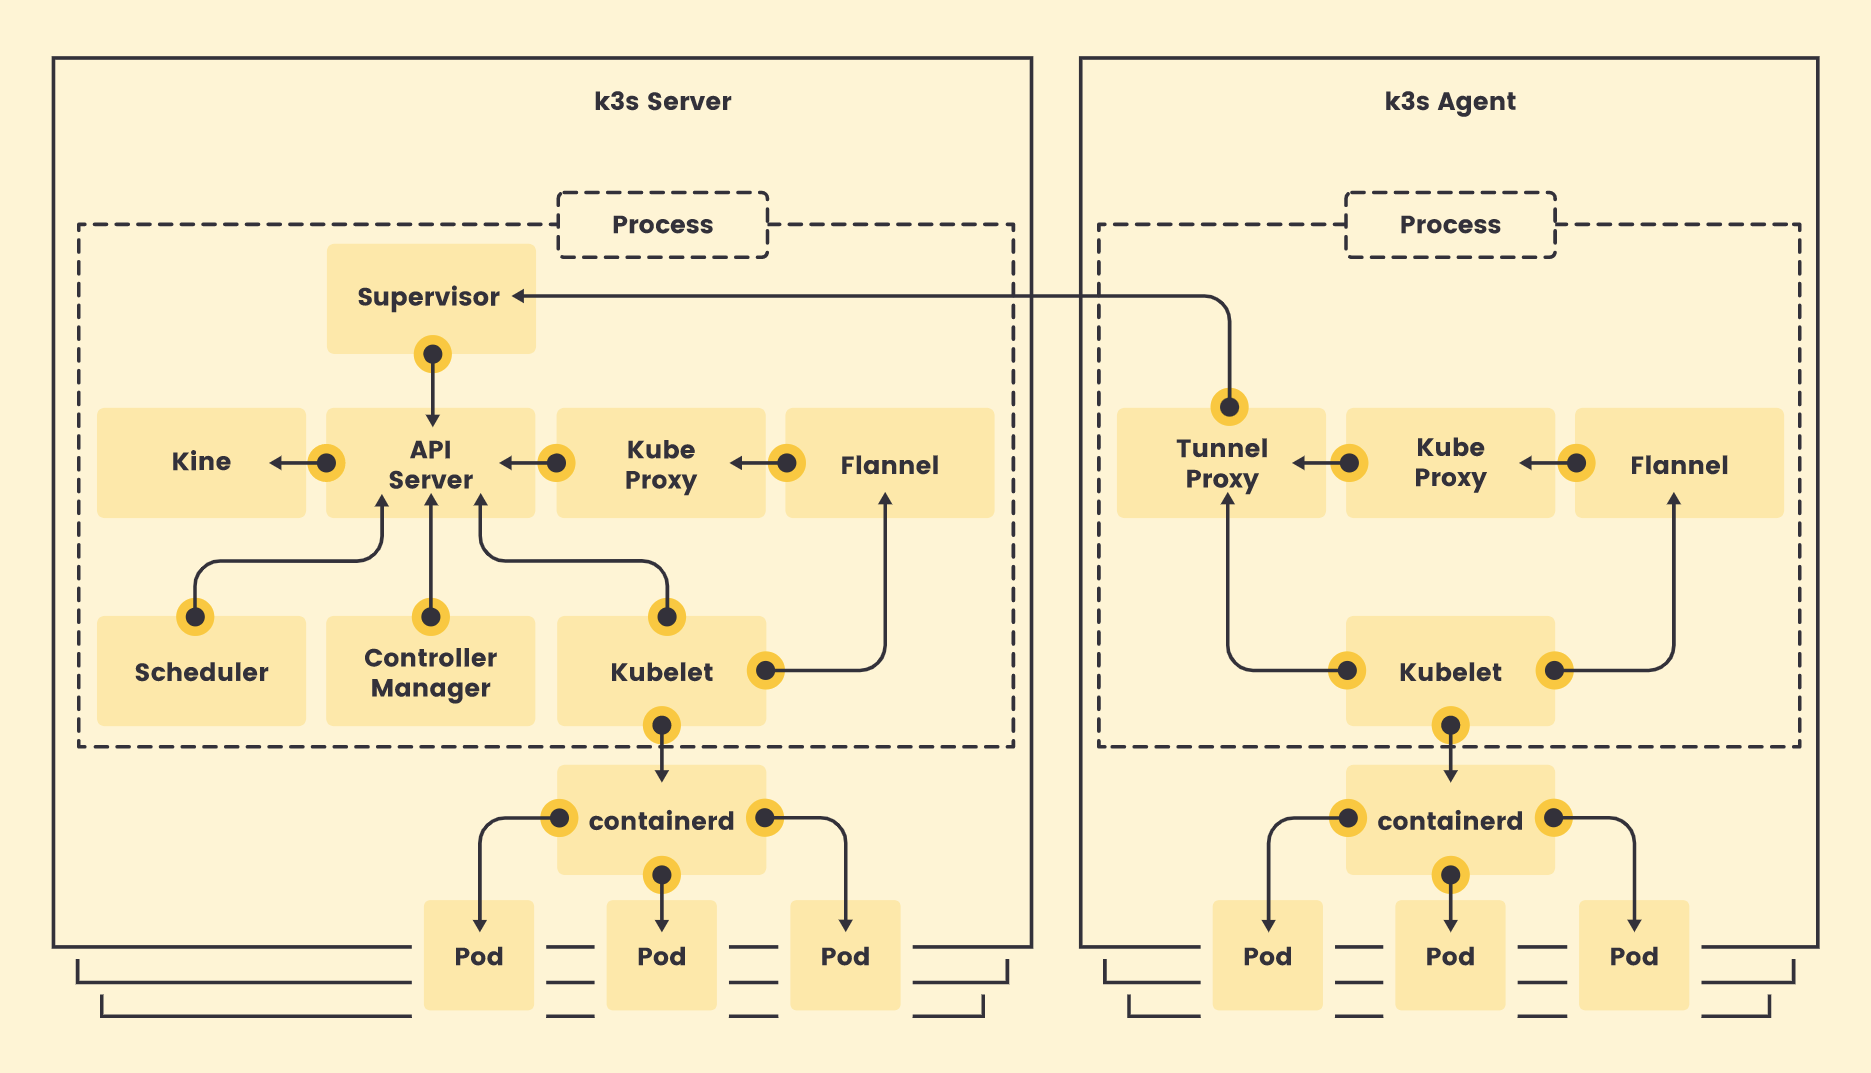 k3s Server
Process
Supervisor
Kine
API
Server
Kube
Proxy
Flannel
Scheduler
Controller
Manager
Kubelet
containerd
Pod
Pod
Pod
k3s Agent
Process
Tunnel
Proxy
Kube
Proxy
Flannel
Kubelet
containerd
Pod
Pod
Pod